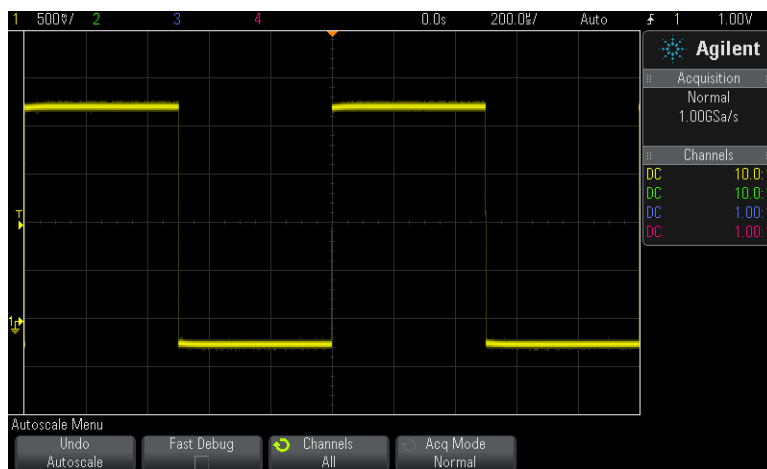 1 500㎷/ 2 3 4 0.0s 200.0㎲/ Auto 1 1.00V
Agilent
Acquisition
Normal
1.00GSa/s
Channels
DC 10.0:
DC 10.0:
DC 1.00:
DC 1.00:
T
1
Autoscale Menu
Undo
Autoscale
Fast Debug
Channels
All
Acq Mode
Normal